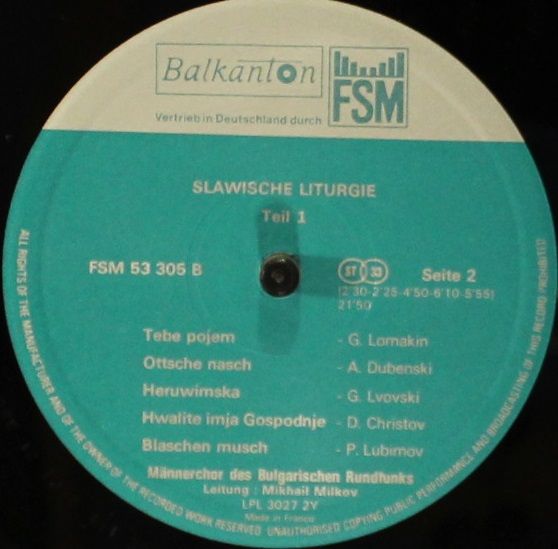 Balkanton
FSM
Vertrieb in Deutschland durch
SLAWISCHE LITURGIE
Teil 1
FSM 53 305 B
ST 33
Seite 2
(2'30-2'25-4'50-6'10-5'55)
21'50
Tebe pojem - G. Lomakin
Ottsche nasch - A. Dubenski
Heruwimska - G. Lvovski
Hwalite imja Gospodnje - D. Christov
Blaschen musch - P. Lubimov
Männerchor des Bulgarischen Rundfunks
Leitung : Mikhail Milkov
LPL 3027 2Y
Made in France
ALL RIGHTS OF THE MANUFACTURER AND OF THE OWNER OF THE RECORDED WORK RESERVED UNAUTHORISED COPYING PUBLIC PERFORMANCE AND BROADCASTING OF THIS RECORD PROHIBITED